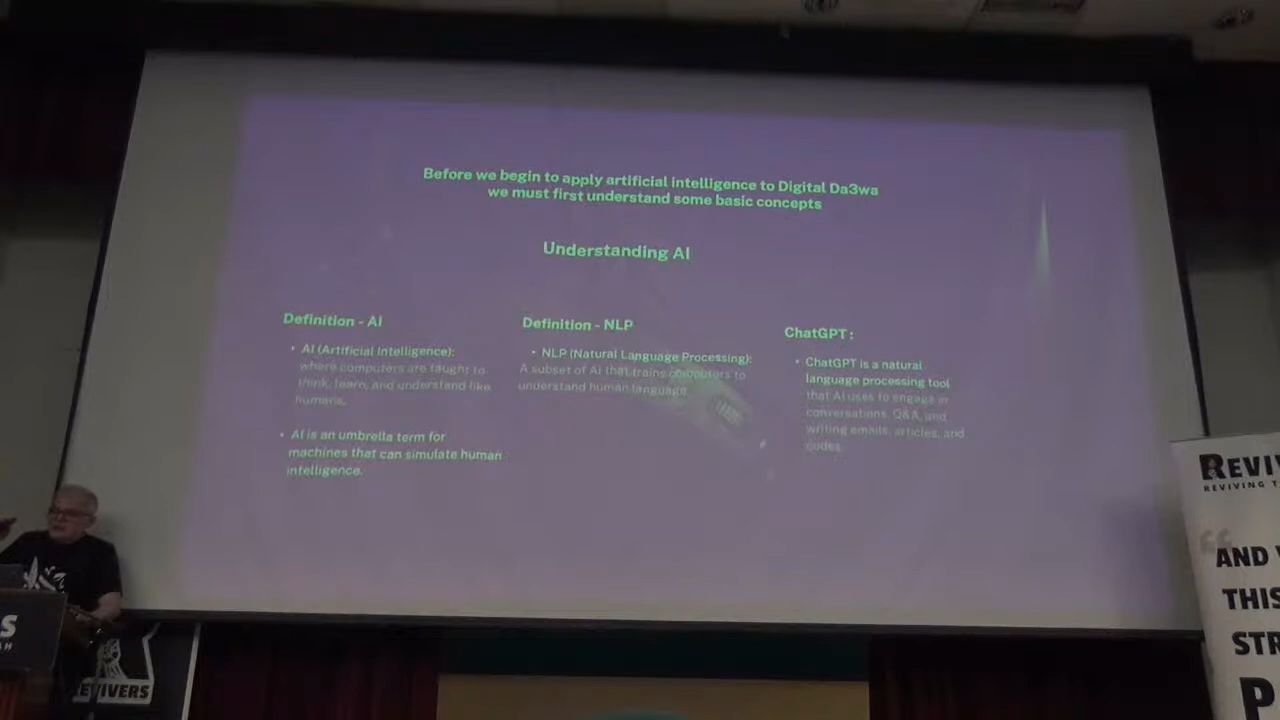 Before we begin to apply artificial intelligence to Digital Da3wa
we must first understand some basic concepts
Understanding AI
Definition - AI
• AI (Artificial Intelligence):
where computers are taught to
think, learn, and understand like
humans.
• AI is an umbrella term for
machines that can simulate human
intelligence.
Definition - NLP
• NLP (Natural Language Processing):
A subset of AI that trains computers to
understand human language
ChatGPT:
• ChatGPT is a natural
language processing tool
that AI uses to engage in
conversations, Q&A, and
writing emails, articles, and
codes.
REVI
REVIVING T
AND
THIS
STR
P
S
AH
EVIVERS